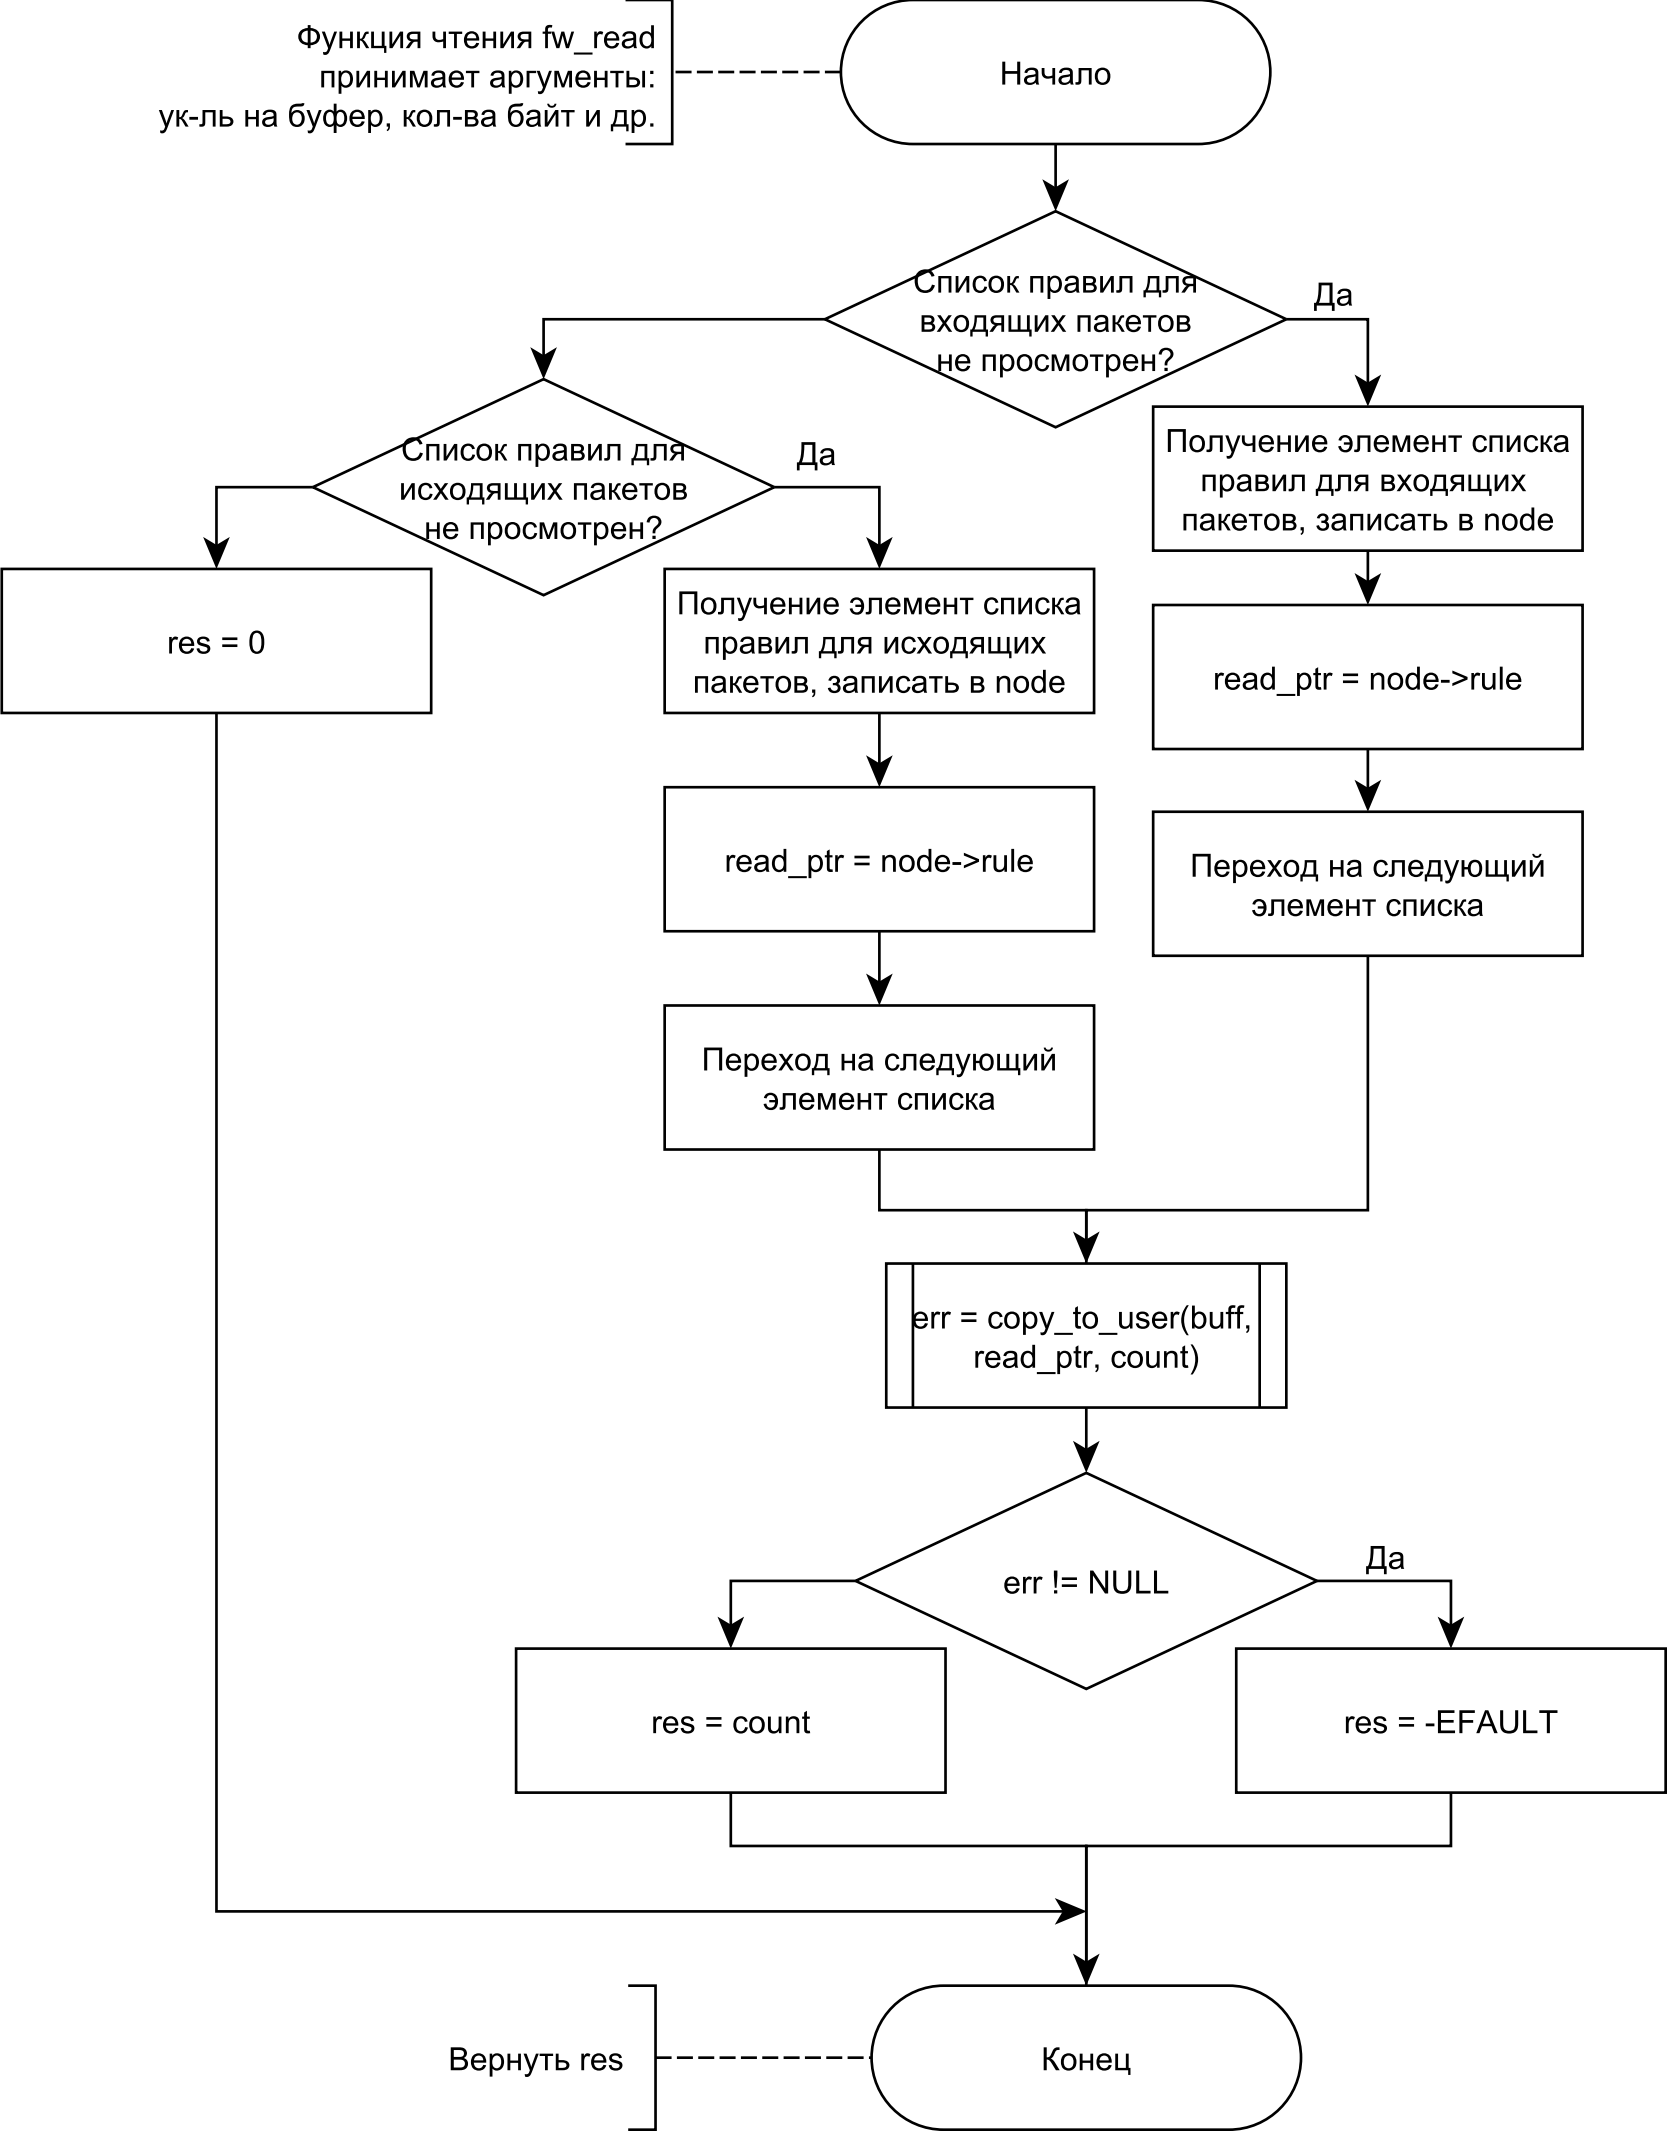 Функция чтения fw_read
принимает аргументы:
ук-ль на буфер, кол-ва байт и др.
Начало
Список правил для
входящих пакетов
не просмотрен?
Да
Список правил для
исходящих пакетов
не просмотрен?
Да
Получение элемент списка
правил для входящих
пакетов, записать в node
res = 0
Получение элемент списка
правил для исходящих
пакетов, записать в node
read_ptr = node->rule
read_ptr = node->rule
Переход на следующий
элемент списка
Переход на следующий
элемент списка
err = copy_to_user(buff,
read_ptr, count)
err != NULL
Да
res = count
res = -EFAULT
Вернуть res
Конец